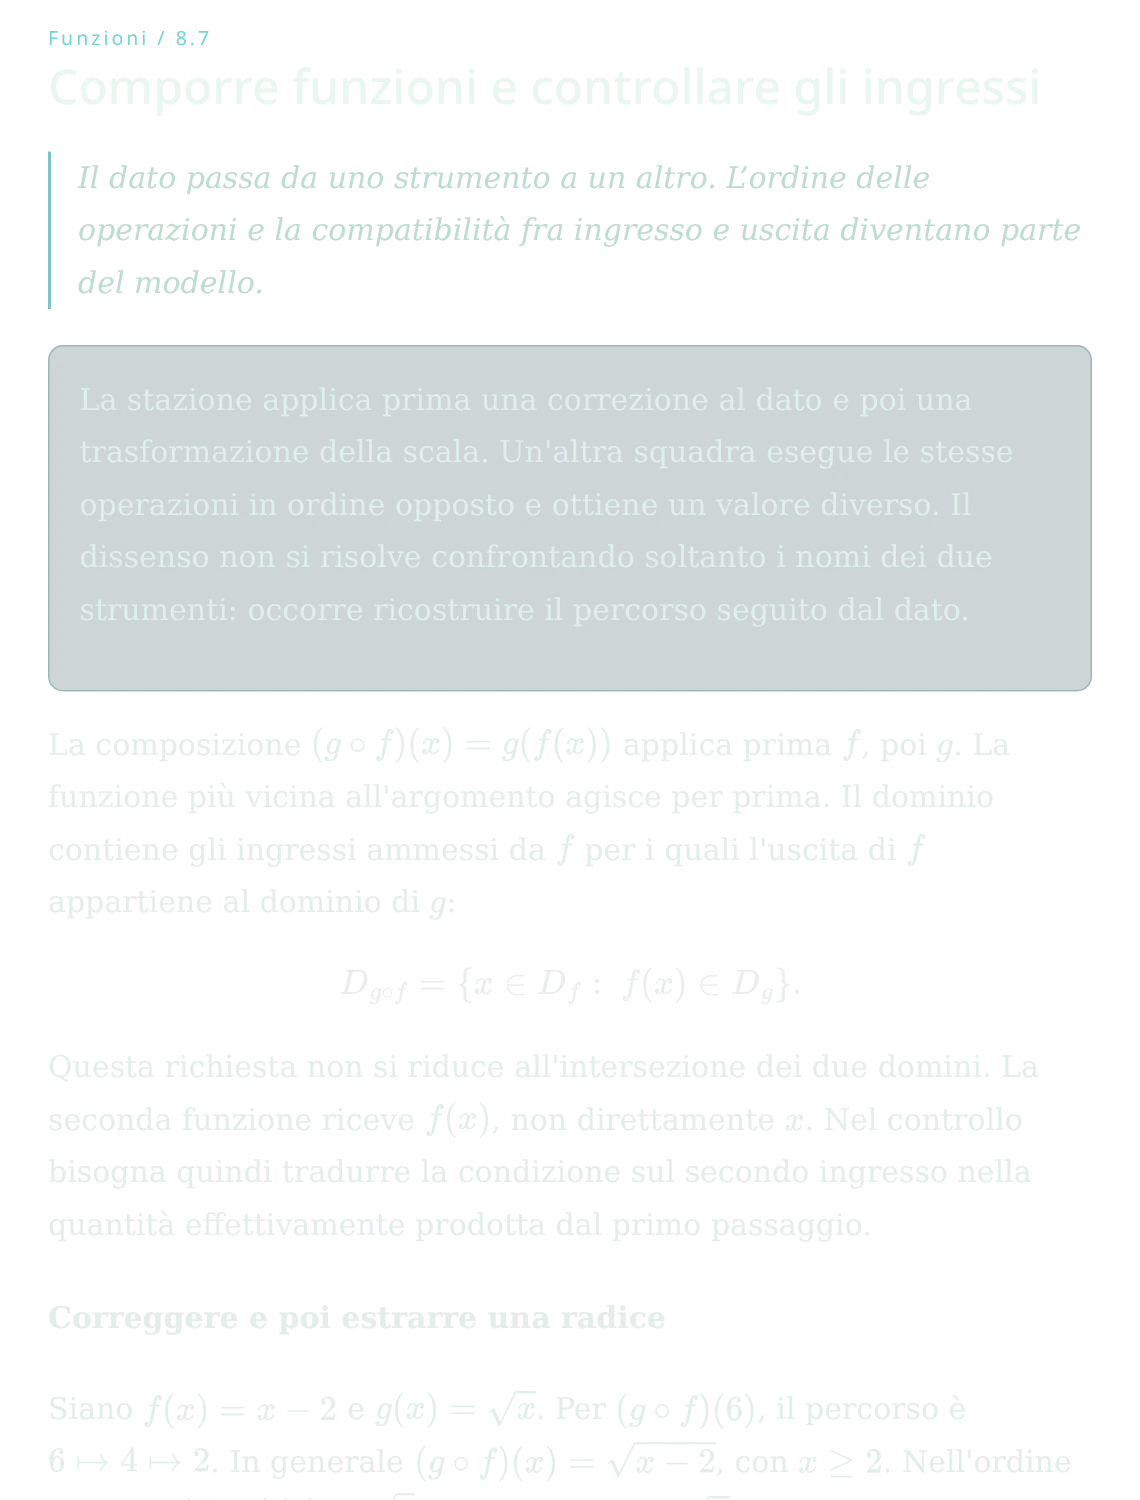 Funzioni / 8.7
Comporre funzioni e controllare gli ingressi
Il dato passa da uno strumento a un altro. L’ordine delle
operazioni e la compatibilità fra ingresso e uscita diventano parte
del modello.
La stazione applica prima una correzione al dato e poi una
trasformazione della scala. Un'altra squadra esegue le stesse
operazioni in ordine opposto e ottiene un valore diverso. Il
dissenso non si risolve confrontando soltanto i nomi dei due
strumenti: occorre ricostruire il percorso seguito dal dato.
La composizione (g ∘ f)(x) = g(f(x)) applica prima f, poi g. La
funzione più vicina all'argomento agisce per prima. Il dominio
contiene gli ingressi ammessi da f per i quali l'uscita di f
appartiene al dominio di g:
D_{g∘f} = {x ∈ D_f : f(x) ∈ D_g}.
Questa richiesta non si riduce all'intersezione dei due domini. La
seconda funzione riceve f(x), non direttamente x. Nel controllo
bisogna quindi tradurre la condizione sul secondo ingresso nella
quantità effettivamente prodotta dal primo passaggio.
Correggere e poi estrarre una radice
Siano f(x) = x − 2 e g(x) = √x. Per (g ∘ f)(6), il percorso è
6 ↦ 4 ↦ 2. In generale (g ∘ f)(x) = √(x − 2), con x ≥ 2. Nell'ordine